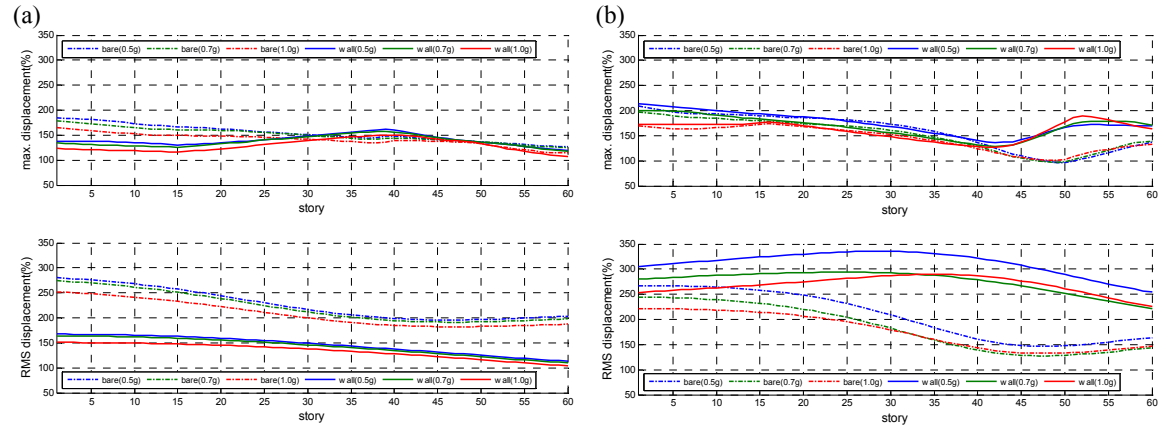 (a)
(b)
350
bare(0.5g) bare(0.7g) bare(1.0g) wall(0.5g) wall(0.7g) wall(1.0g)
300
250
200
150
100
50
max. displacement(%)
5 10 15 20 25 30 35 40 45 50 55 60
story
350
bare(0.5g) bare(0.7g) bare(1.0g) wall(0.5g) wall(0.7g) wall(1.0g)
300
250
200
150
100
50
max. displacement(%)
5 10 15 20 25 30 35 40 45 50 55 60
story
350
300
250
200
150
100
50
RMS displacement(%)
bare(0.5g) bare(0.7g) bare(1.0g) wall(0.5g) wall(0.7g) wall(1.0g)
5 10 15 20 25 30 35 40 45 50 55 60
story
350
300
250
200
150
100
50
RMS displacement(%)
bare(0.5g) bare(0.7g) bare(1.0g) wall(0.5g) wall(0.7g) wall(1.0g)
5 10 15 20 25 30 35 40 45 50 55 60
story